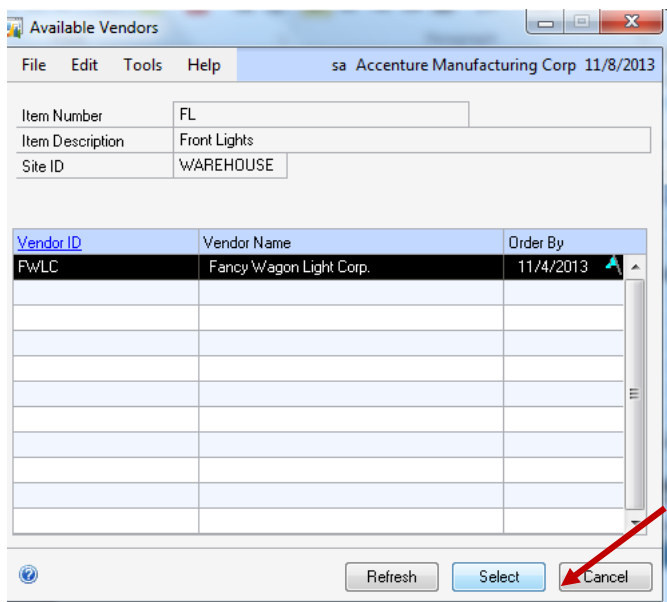 Available Vendors
File Edit Tools Help sa Accenture Manufacturing Corp 11/8/2013
Item Number FL
Item Description Front Lights
Site ID WAREHOUSE
Vendor ID Vendor Name Order By
FWLC Fancy Wagon Light Corp. 11/4/2013
Refresh Select Cancel